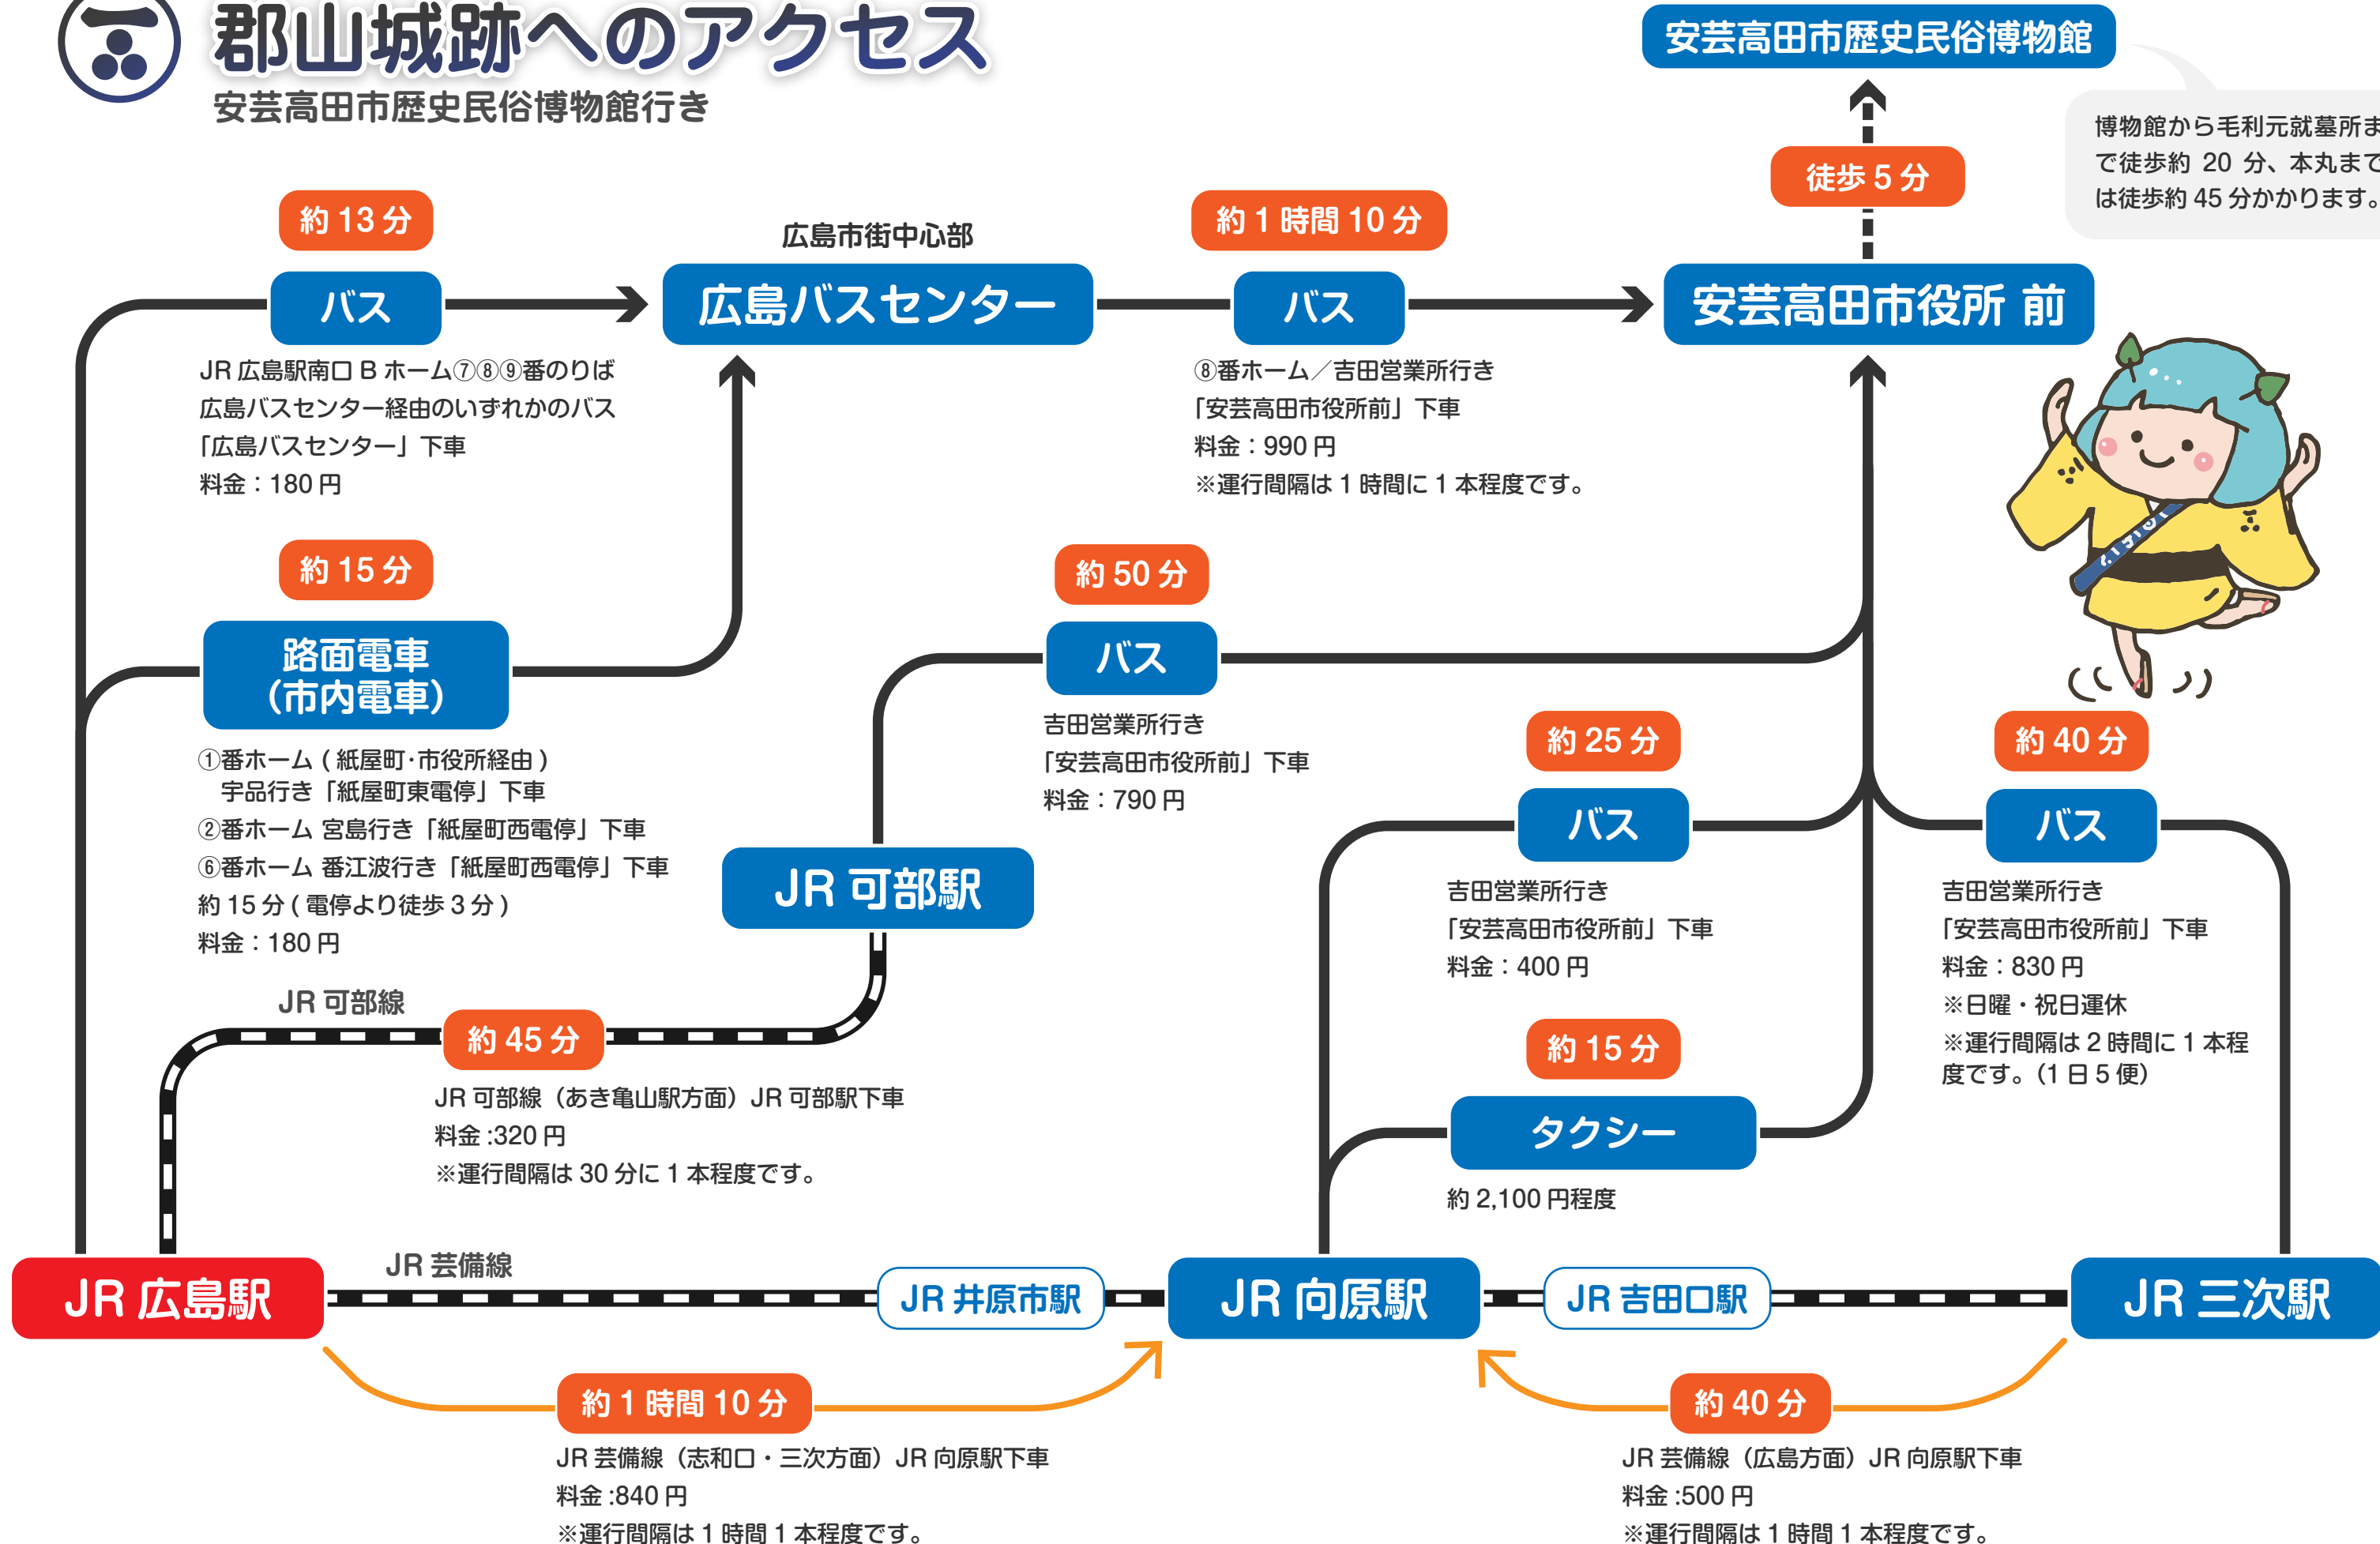 郡山城跡へのアクセス
安芸高田市歴史民俗博物館行き
安芸高田市歴史民俗博物館
博物館から毛利元就墓所ま
で徒歩約 20 分、本丸まで
は徒歩約 45 分かかります。
徒歩 5 分
約 13 分
バス
JR 広島駅南口 B ホーム⑦⑧⑨番のりば
広島バスセンター経由のいずれかのバス
「広島バスセンター」下車
料金：180 円
広島市街中心部
広島バスセンター
約 1 時間 10 分
バス
⑧番ホーム／吉田営業所行き
「安芸高田市役所前」下車
料金：990 円
※運行間隔は 1 時間に 1 本程度です。
安芸高田市役所 前
約 15 分
路面電車
（市内電車）
①番ホーム ( 紙屋町･市役所経由 )
宇品行き「紙屋町東電停」下車
②番ホーム 宮島行き「紙屋町西電停」下車
⑥番ホーム 番江波行き「紙屋町西電停」下車
約 15 分 ( 電停より徒歩 3 分 )
料金：180 円
約 50 分
バス
吉田営業所行き
「安芸高田市役所前」下車
料金：790 円
JR 可部駅
約 25 分
バス
吉田営業所行き
「安芸高田市役所前」下車
料金：400 円
約 40 分
バス
吉田営業所行き
「安芸高田市役所前」下車
料金：830 円
※日曜・祝日運休
※運行間隔は 2 時間に 1 本程
度です。（1 日 5 便）
JR 可部線
約 45 分
JR 可部線（あき亀山駅方面）JR 可部駅下車
料金 :320 円
※運行間隔は 30 分に 1 本程度です。
約 15 分
タクシー
約 2,100 円程度
JR 広島駅
JR 芸備線
JR 井原市駅
JR 向原駅
JR 吉田口駅
JR 三次駅
約 1 時間 10 分
JR 芸備線（志和口・三次方面）JR 向原駅下車
料金 :840 円
※運行間隔は 1 時間 1 本程度です。
約 40 分
JR 芸備線（広島方面）JR 向原駅下車
料金 :500 円
※運行間隔は 1 時間 1 本程度です。